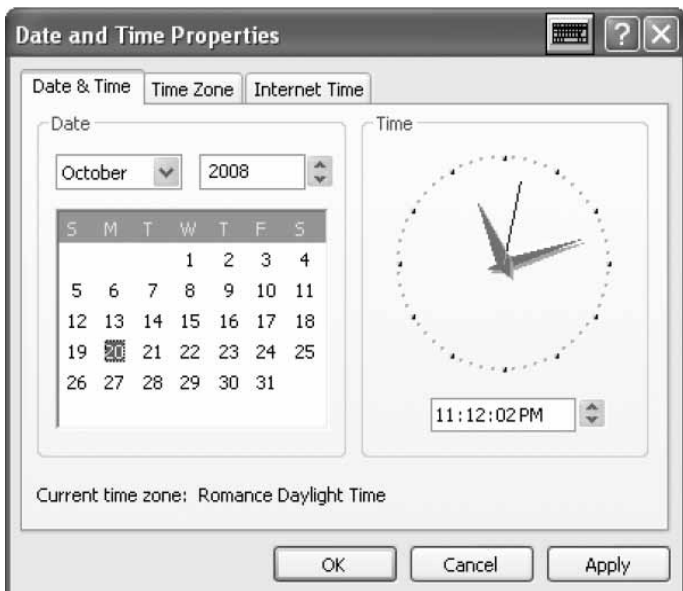 Date and Time Properties
Date & Time Time Zone Internet Time
Date
October 2008
S M T W T F S
1 2 3 4
5 6 7 8 9 10 11
12 13 14 15 16 17 18
19 20 21 22 23 24 25
26 27 28 29 30 31
Time
11:12:02 PM
Current time zone: Romance Daylight Time
OK Cancel Apply